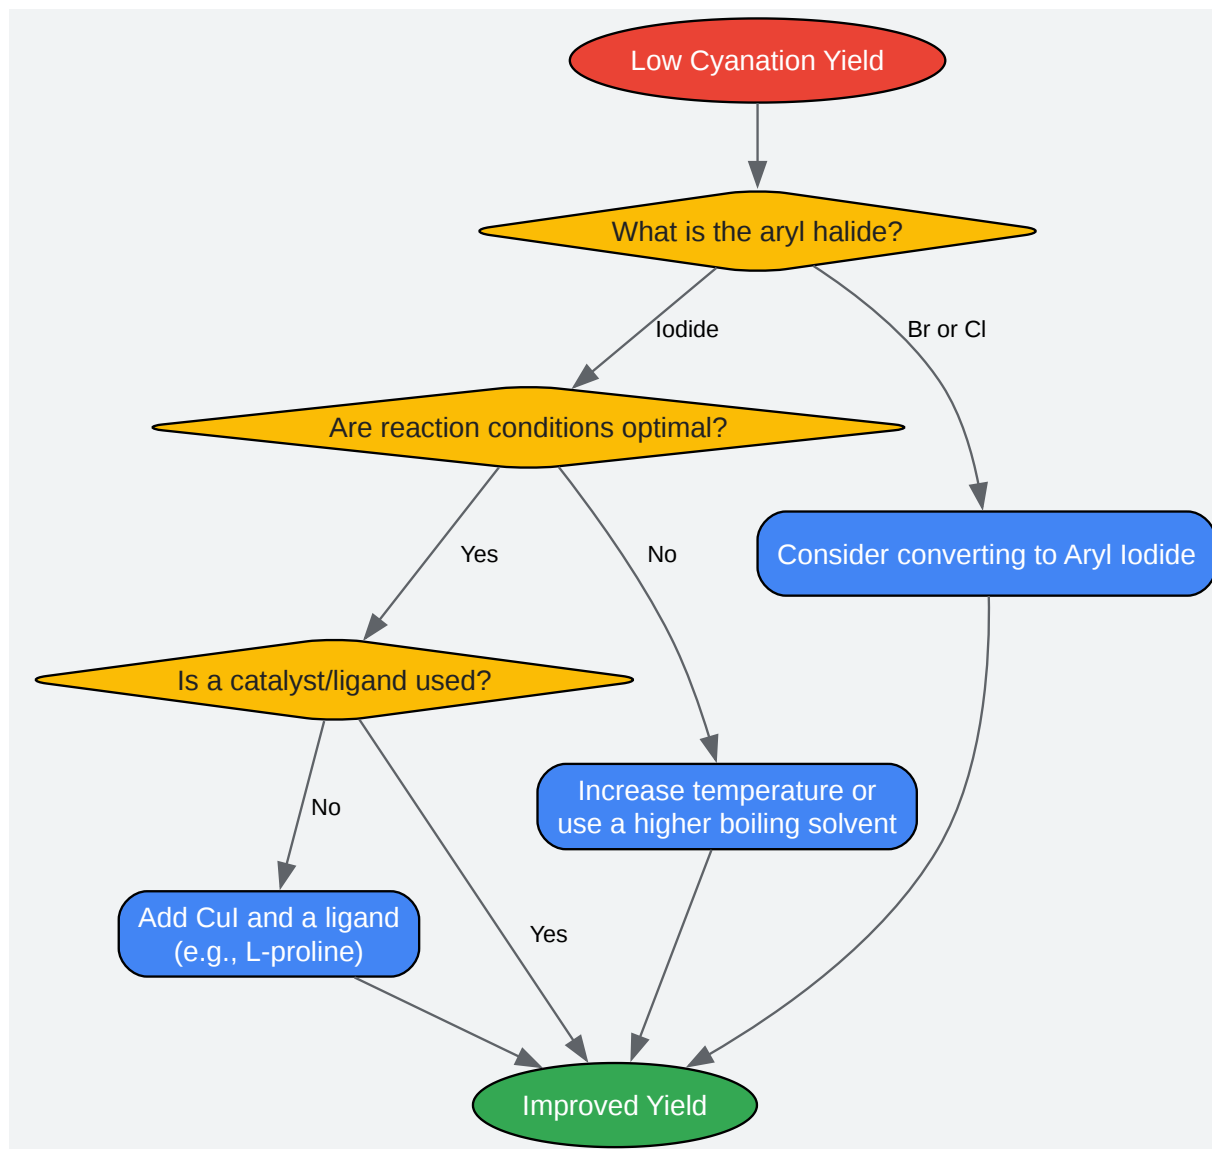 Low Cyanation Yield
What is the aryl halide?
Iodide
Br or Cl
Are reaction conditions optimal?
Yes
No
Consider converting to Aryl Iodide
Is a catalyst/ligand used?
Increase temperature or
use a higher boiling solvent
No
Add CuI and a ligand
(e.g., L-proline)
Yes
Improved Yield